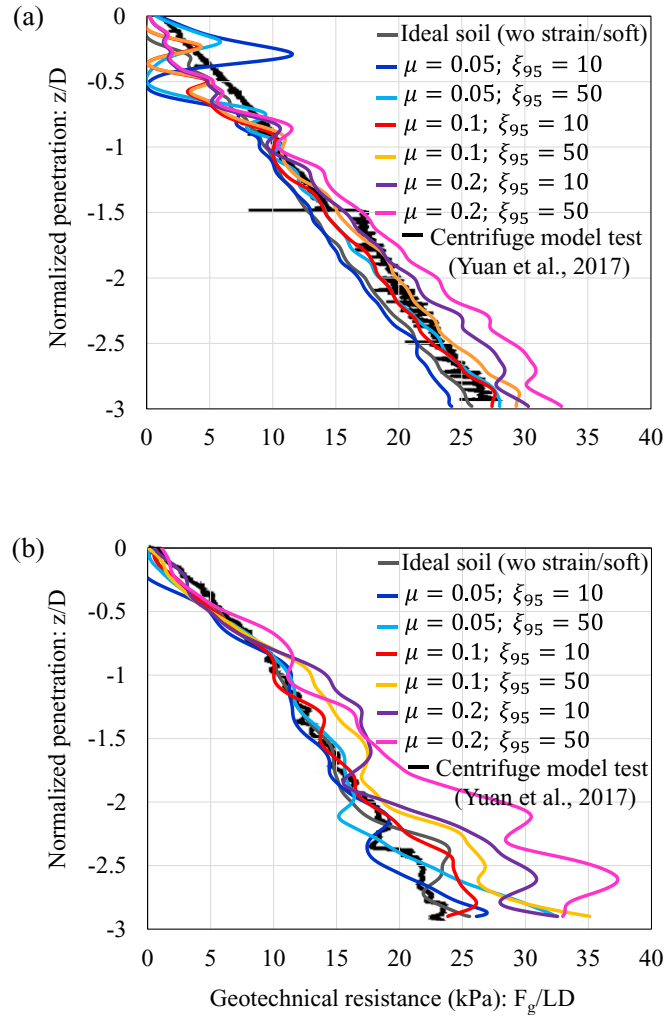 (a)
Normalized penetration: z/D
0
-0.5
-1
-1.5
-2
-2.5
-3
0 5 10 15 20 25 30 35 40
Ideal soil (wo strain/soft)
μ = 0.05; ξ₉₅ = 10
μ = 0.05; ξ₉₅ = 50
μ = 0.1; ξ₉₅ = 10
μ = 0.1; ξ₉₅ = 50
μ = 0.2; ξ₉₅ = 10
μ = 0.2; ξ₉₅ = 50
Centrifuge model test
(Yuan et al., 2017)
(b)
Normalized penetration: z/D
0
-0.5
-1
-1.5
-2
-2.5
-3
0 5 10 15 20 25 30 35 40
Ideal soil (wo strain/soft)
μ = 0.05; ξ₉₅ = 10
μ = 0.05; ξ₉₅ = 50
μ = 0.1; ξ₉₅ = 10
μ = 0.1; ξ₉₅ = 50
μ = 0.2; ξ₉₅ = 10
μ = 0.2; ξ₉₅ = 50
Centrifuge model test
(Yuan et al., 2017)
Geotechnical resistance (kPa): F_g/LD